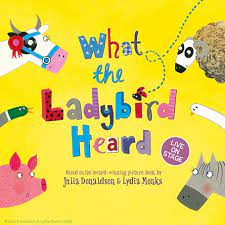 What
the
Ladybird
Heard
LIVE
ON
STAGE
BASED ON THE AWARD-WINNING PICTURE BOOK BY
Julia Donaldson & Lydia Monks